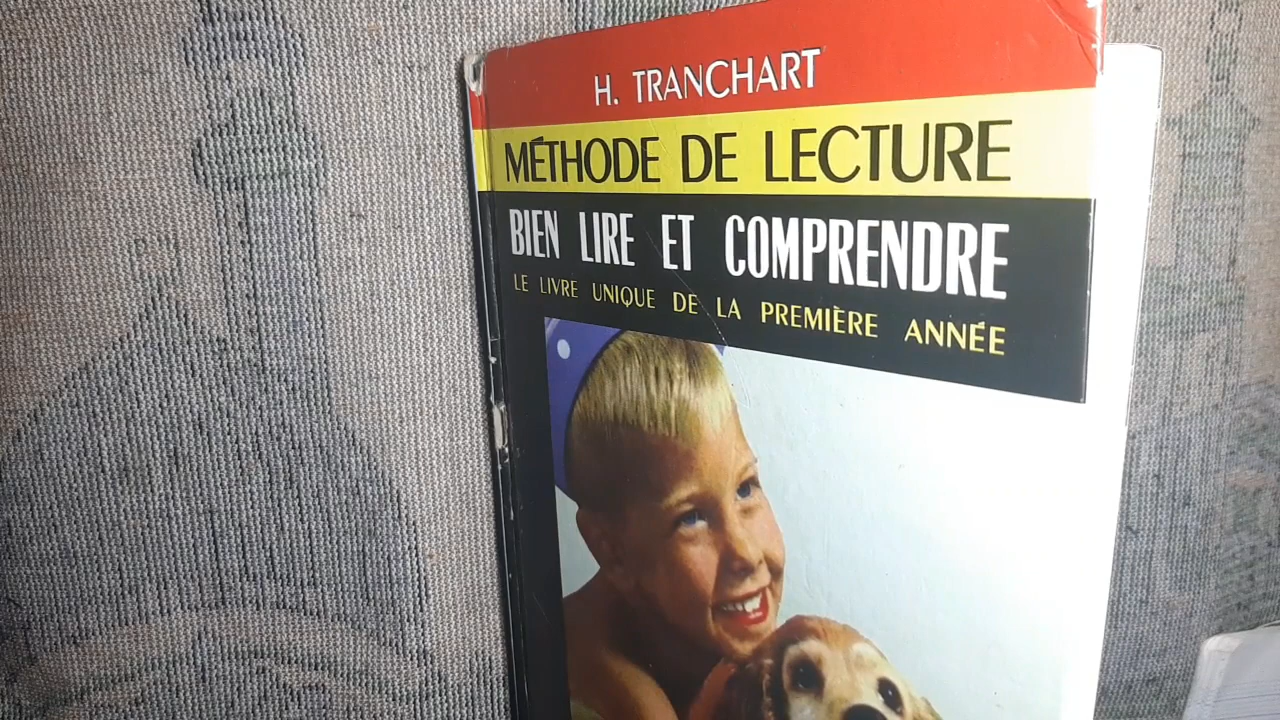 H. TRANCHART
MÉTHODE DE LECTURE
BIEN LIRE ET COMPRENDRE
LE LIVRE UNIQUE DE LA PREMIÈRE ANNÉE